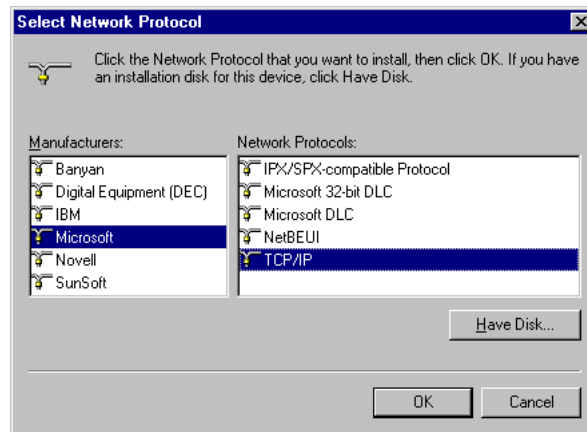 Select Network Protocol
Click the Network Protocol that you want to install, then click OK. If you have
an installation disk for this device, click Have Disk.
Manufacturers:
Banyan
Digital Equipment (DEC)
IBM
Microsoft
Novell
SunSoft
Network Protocols:
IPX/SPX-compatible Protocol
Microsoft 32-bit DLC
Microsoft DLC
NetBEUI
TCP/IP
Have Disk...
OK
Cancel